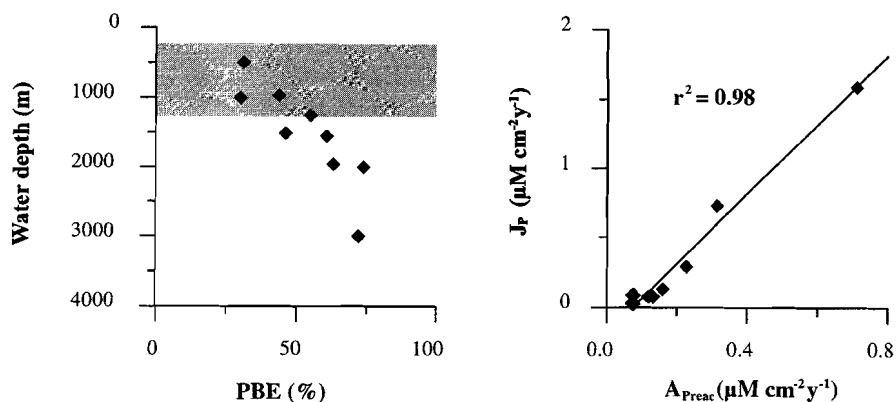 0
1000
2000
3000
4000
Water depth (m)
0
50
100
PBE (%)
2
1
0
J_P (µM cm⁻²y⁻¹)
r² = 0.98
0.0
0.4
0.8
A_Preac (µM cm⁻²y⁻¹)